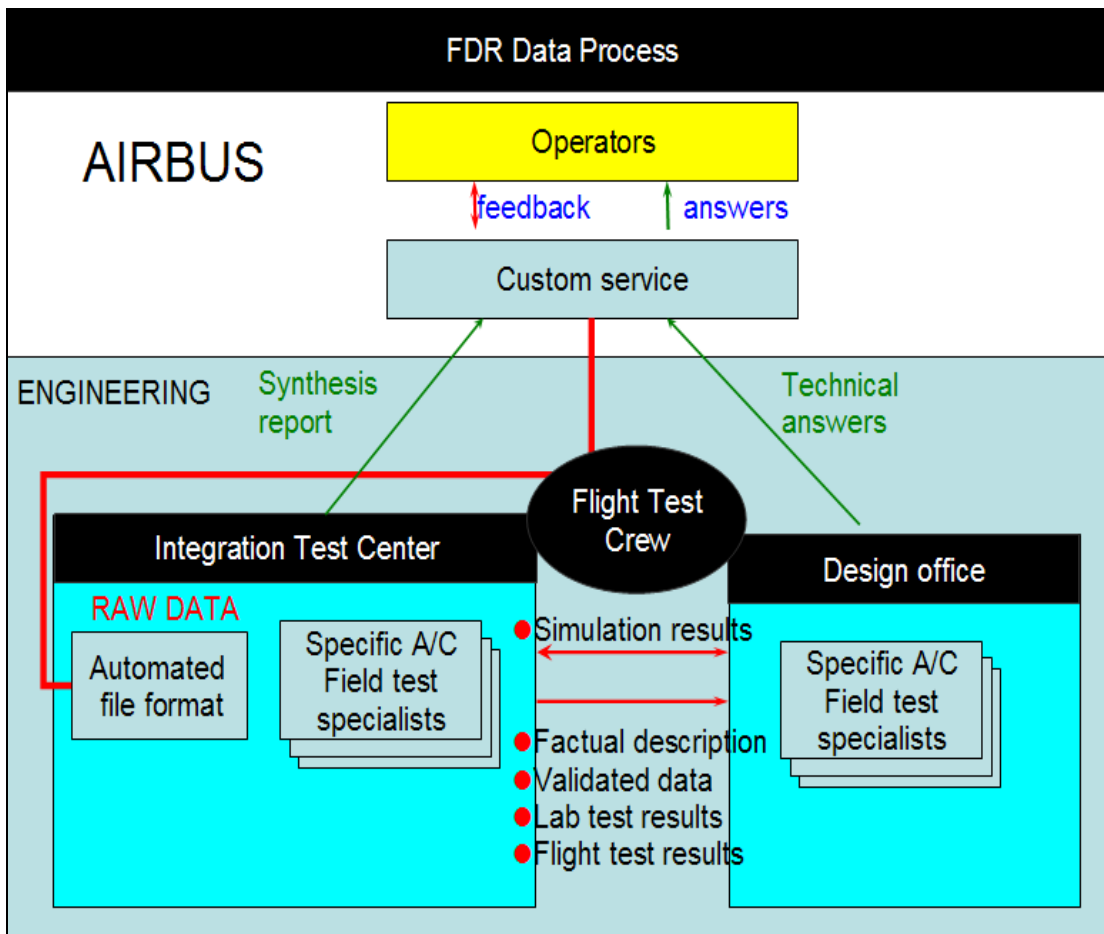 FDR Data Process
AIRBUS
Operators
feedback
answers
Custom service
ENGINEERING
Synthesis
report
Technical
answers
Flight Test
Crew
Integration Test Center
Design office
RAW DATA
Automated
file format
Specific A/C
Field test
specialists
Simulation results
Factual description
Validated data
Lab test results
Flight test results
Specific A/C
Field test
specialists